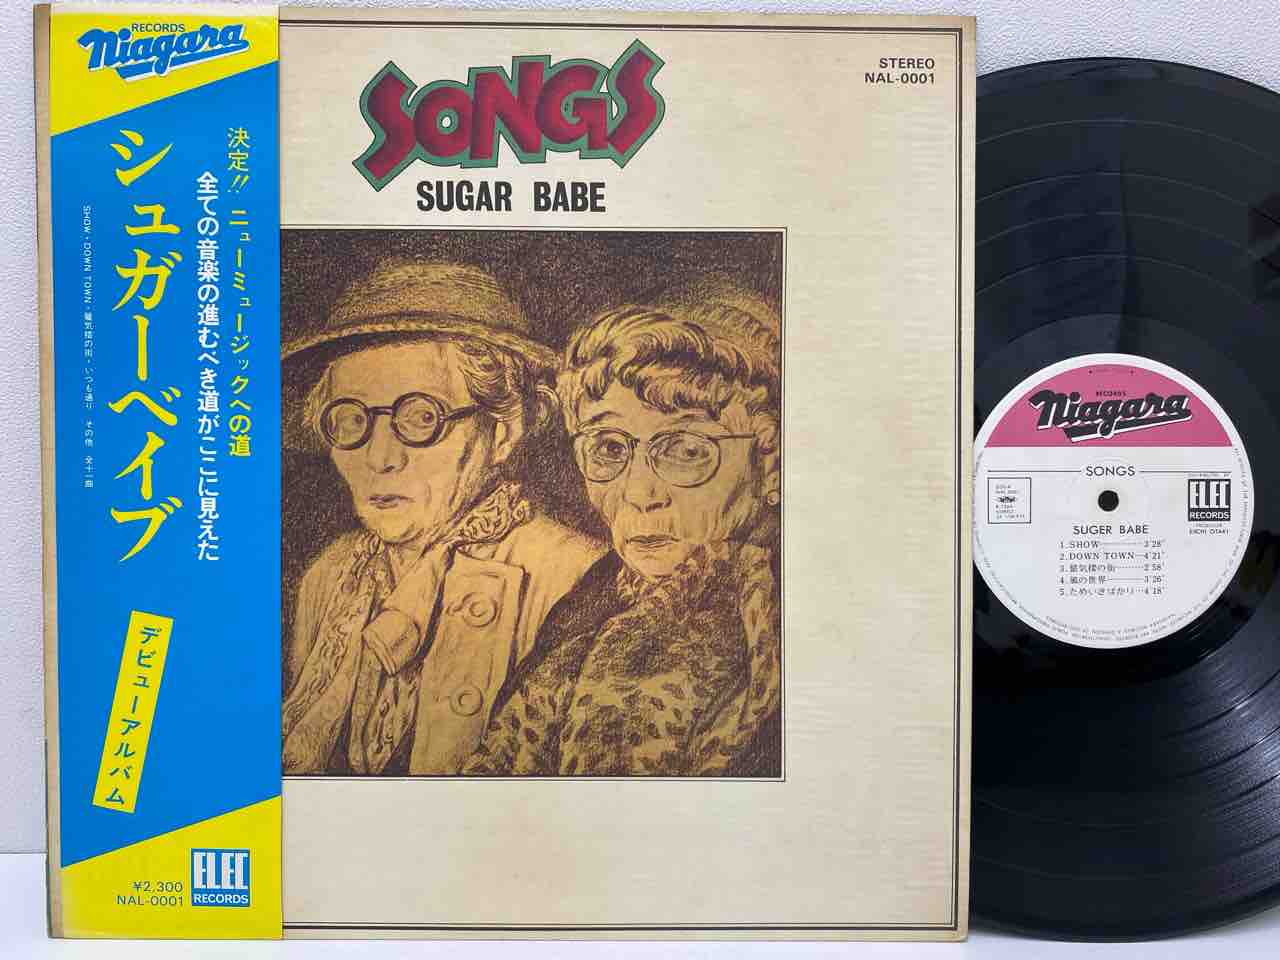 RECORDS
Niagara
決定!! ニューミュージックへの道
全ての音楽の進むべき道がここに見えた
シュガーベイブ
SHOW・DOWN TOWN・蜃気楼の街・いつも通り その他 全十一曲
デビューアルバム
¥2,300
NAL-0001
ELEC
RECORDS
SONGS
SUGAR BABE
STEREO
NAL-0001
RECORDS
Niagara
SONGS
ELEC
RECORDS
PRODUCER
EIICHI OTAKI
SUGER BABE
1. SHOW 3'28"
2. DOWN TOWN 4'21"
3. 蜃気楼の街 2'58"
4. 風の世界 3'26"
5. ためいきばかり 4'18"